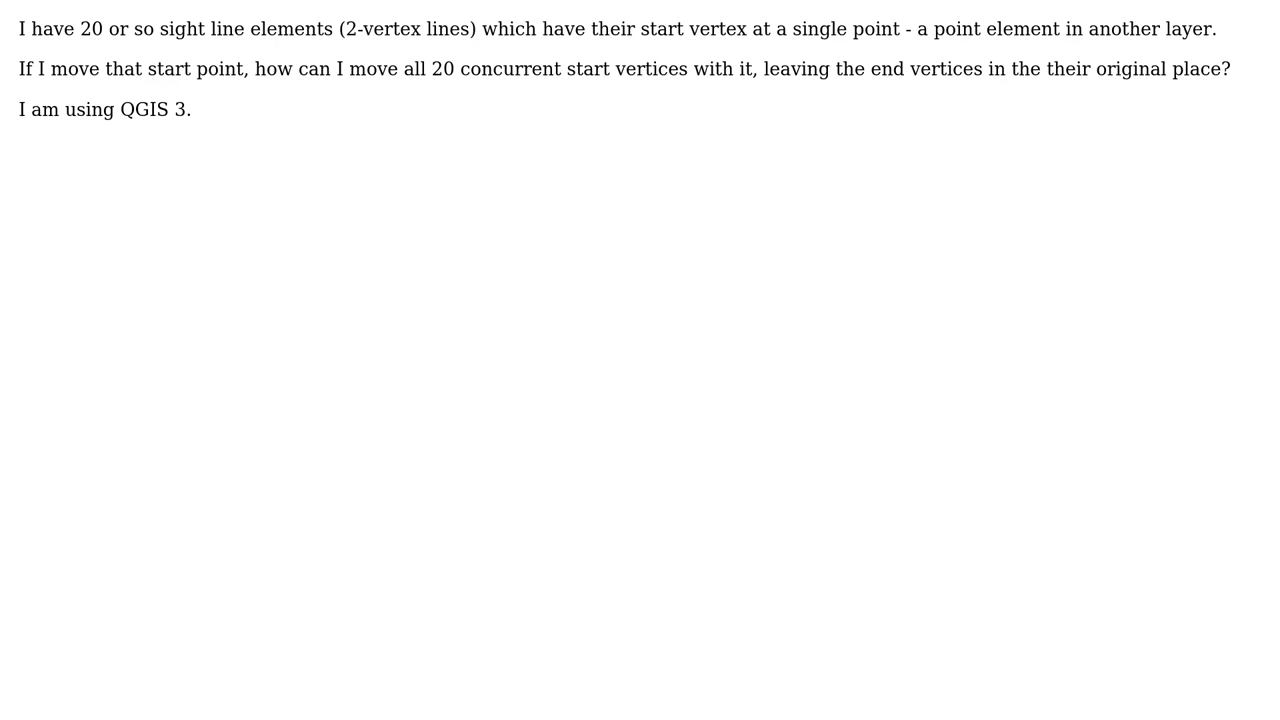 I have 20 or so sight line elements (2-vertex lines) which have their start vertex at a single point - a point element in another layer.
If I move that start point, how can I move all 20 concurrent start vertices with it, leaving the end vertices in the their original place?
I am using QGIS 3.